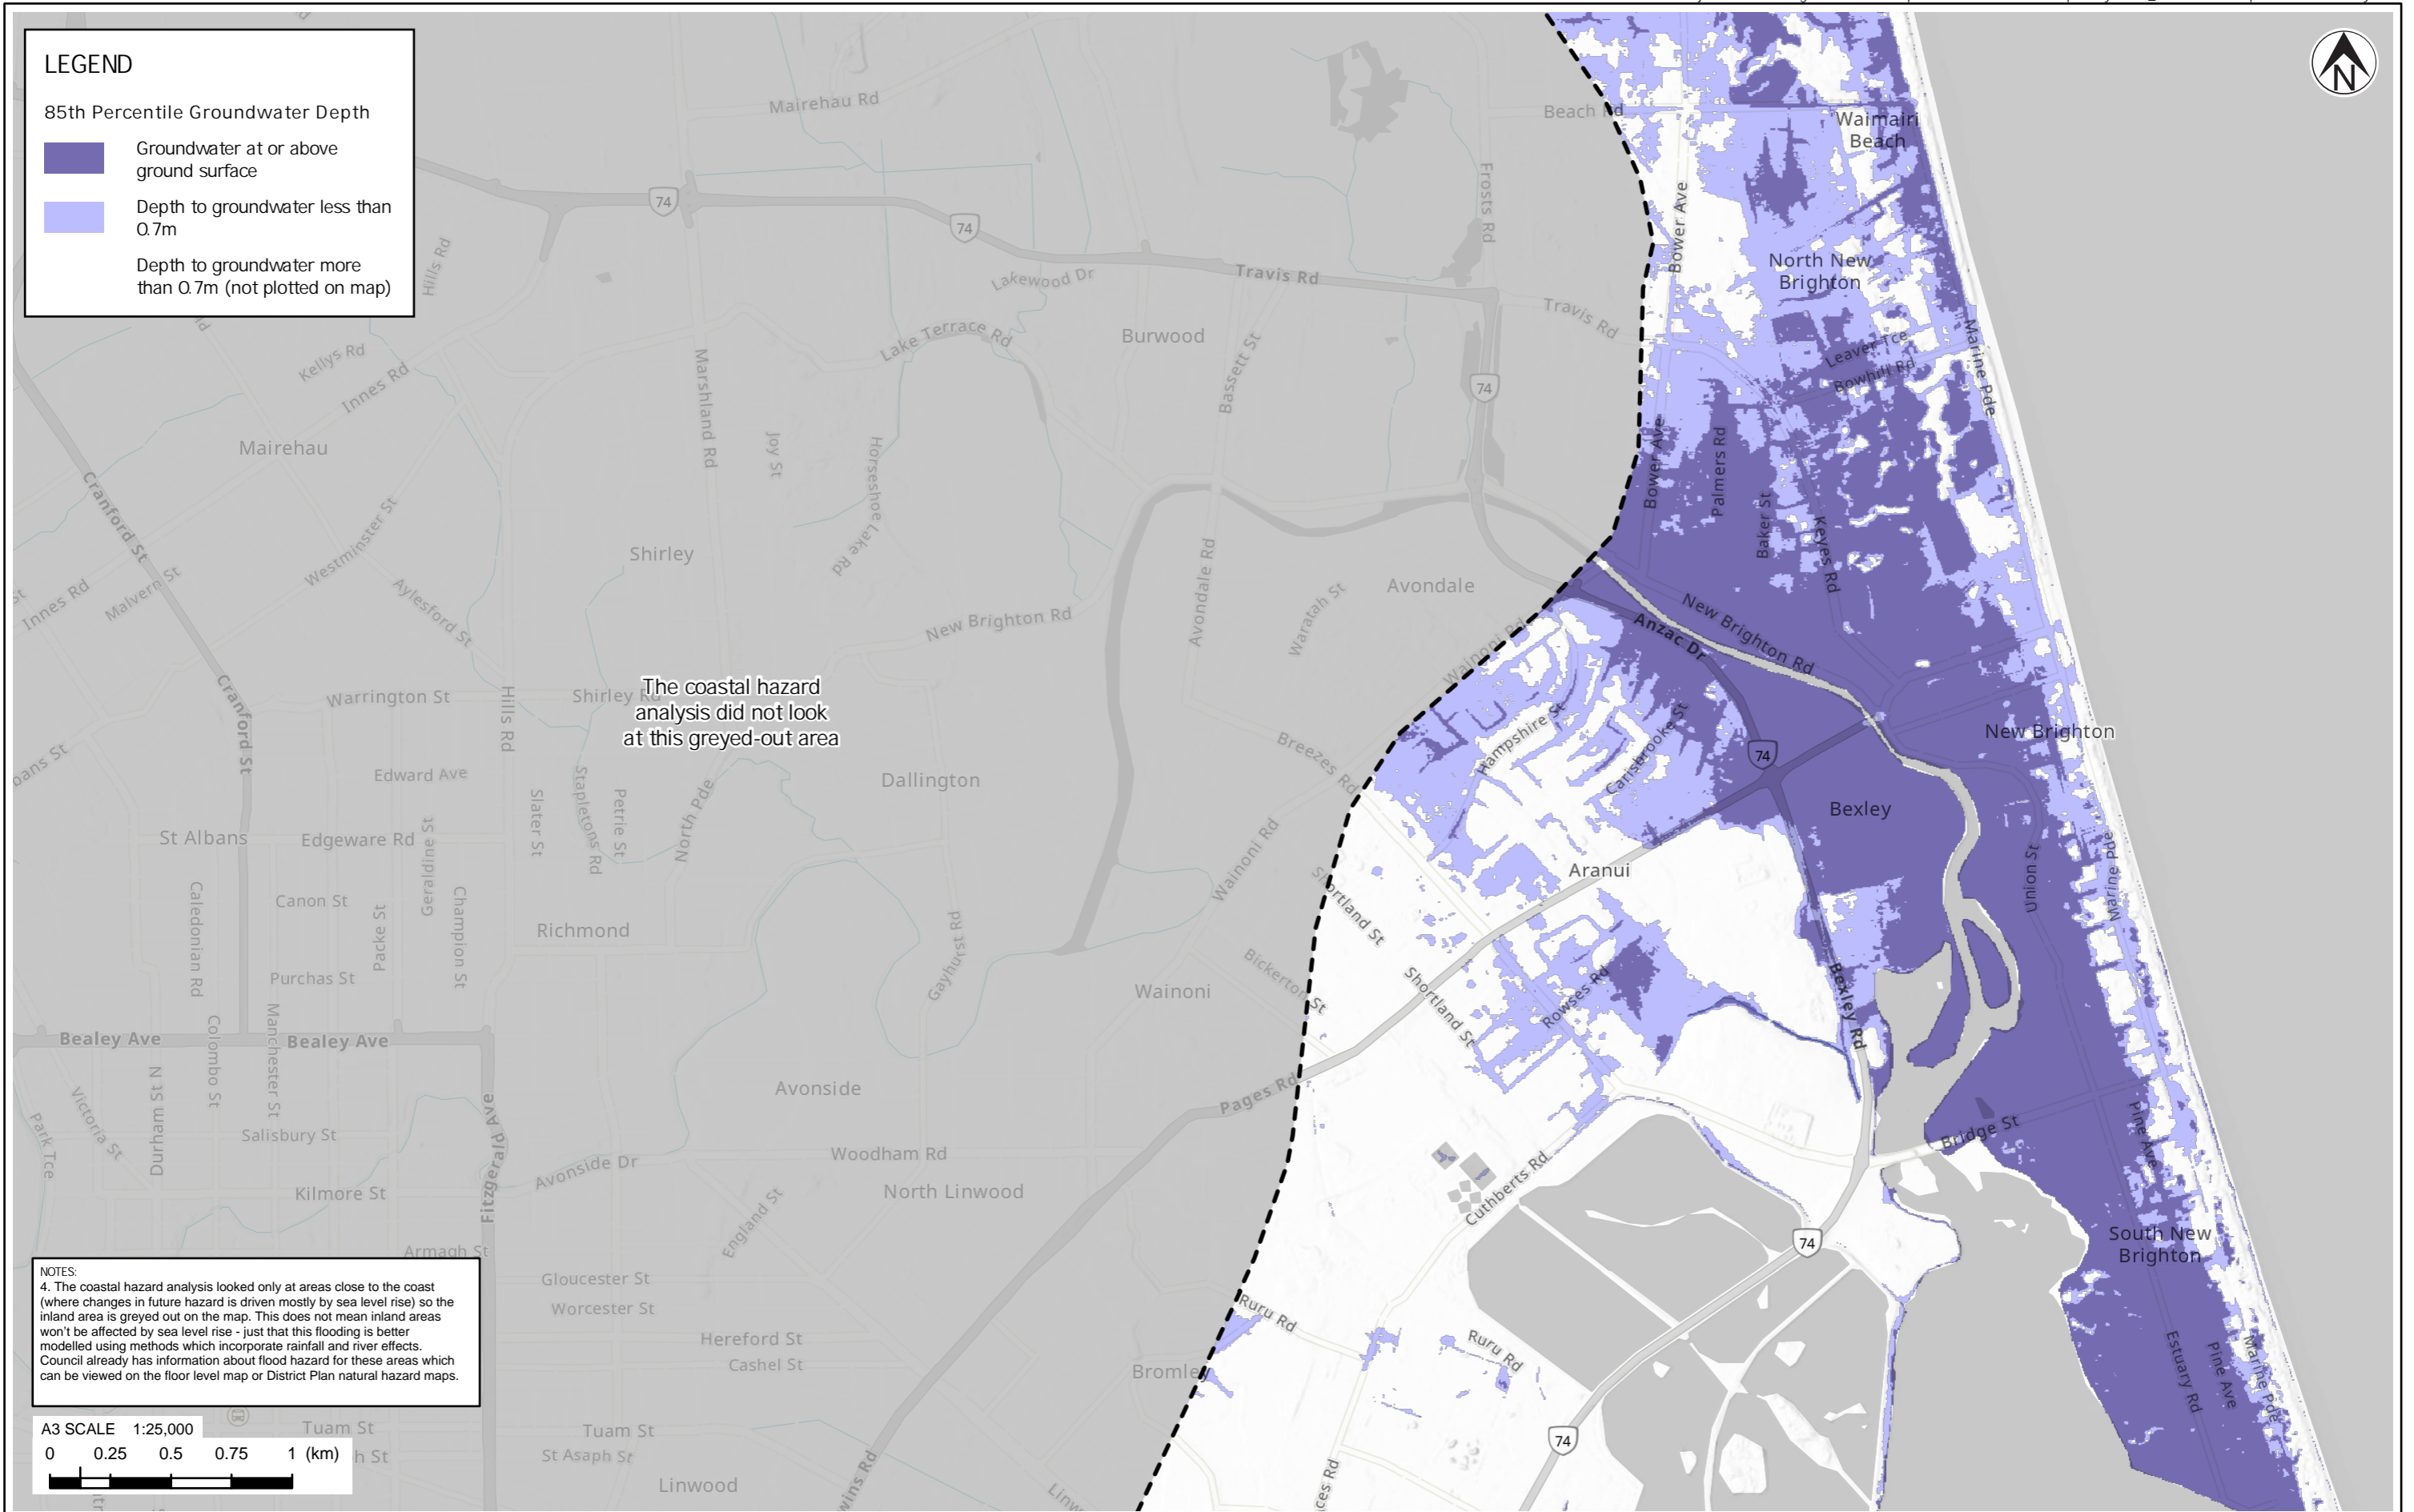 LEGEND
85th Percentile Groundwater Depth
Groundwater at or above
ground surface
Depth to groundwater less than
0.7m
Depth to groundwater more
than 0.7m (not plotted on map)
N
Mairehau Rd
Beach Rd
Waimairi
Beach
74
74
Frosts Rd
Bower Ave
Hills Rd
Lakewood Dr
Travis Rd
Travis Rd
North New
Brighton
Marine Pde
Lake Terrace Rd
Burwood
Bassett St
Kellys Rd
Innes Rd
Marshland Rd
74
Leaver Tce
Bowhill Rd
Mairehau
Joy St
Horseshoe Lake Rd
Bower Ave
Palmers Rd
Baker St
Keyes Rd
Cranford St
Westminster St
Shirley
Avondale Rd
Waratah St
Avondale
Innes Rd
Malvern St
Aylesford St
New Brighton Rd
Wainoni Rd
Anzac Dr
New Brighton Rd
Cranford St
Warrington St
Hills Rd
Shirley Rd
The coastal hazard
analysis did not look
at this greyed-out area
Breezes Rd
Hampshire St
Carisbrooke St
74
New Brighton
Edward Ave
Slater St
Stapletons Rd
Petrie St
North Pde
Dallington
Bexley
St Albans
Edgeware Rd
Geraldine St
Wainoni Rd
Aranui
Union St
Marine Pde
Caledonian Rd
Canon St
Packe St
Champion St
Richmond
Gayhurst Rd
Shortland St
Purchas St
Wainoni
Bickerton St
Shortland St
Rowses Rd
Bexley Rd
Bealey Ave
Colombo St
Manchester St
Bealey Ave
Avonside
Pages Rd
Park Tce
Victoria St
Durham St N
Salisbury St
Fitzgerald Ave
Avonside Dr
Woodham Rd
Bridge St
Pine Ave
Kilmore St
England St
North Linwood
Cuthberts Rd
74
South New
Brighton
Armagh St
NOTES:
4. The coastal hazard analysis looked only at areas close to the coast
(where changes in future hazard is driven mostly by sea level rise) so the
inland area is greyed out on the map. This does not mean inland areas
won't be affected by sea level rise - just that this flooding is better
modelled using methods which incorporate rainfall and river effects.
Council already has information about flood hazard for these areas which
can be viewed on the floor level map or District Plan natural hazard maps.
Gloucester St
Worcester St
Hereford St
Cashel St
Ruru Rd
Ruru Rd
Bromley
Estuary Rd
Pine Ave
Marine Pde
A3 SCALE 1:25,000
0 0.25 0.5 0.75 1 (km)
Tuam St
Tuam St
St Asaph St
Linwood
74